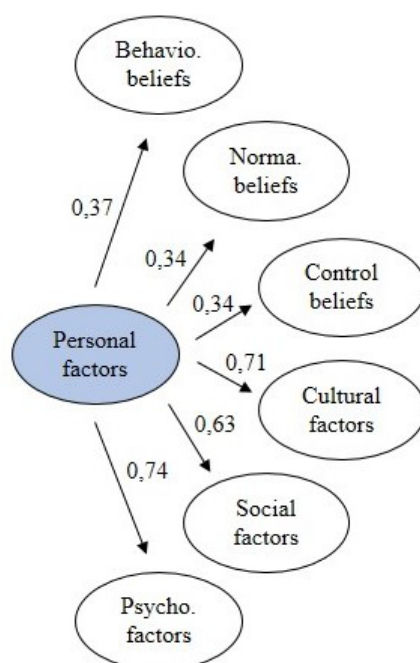 Behavio.
beliefs
Norma.
beliefs
0,37
0,34
Control
beliefs
0,34
Personal
factors
0,71
Cultural
factors
0,63
0,74
Social
factors
Psycho.
factors